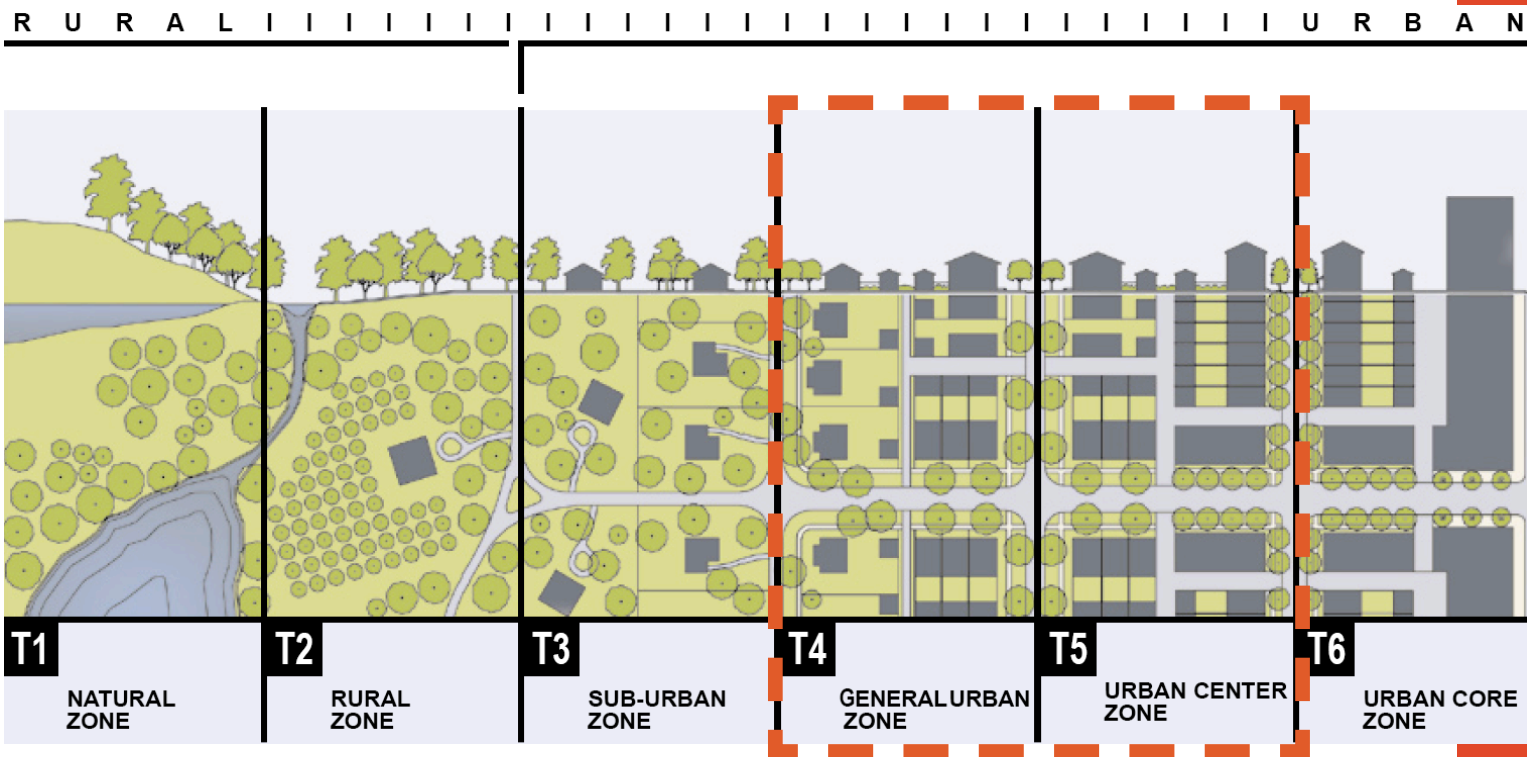 R U R A L I I I I I I I I I I I I I I I I I I I I I I I I I I U R B A N
T1
NATURAL
ZONE
T2
RURAL
ZONE
T3
SUB-URBAN
ZONE
T4
GENERAL URBAN
ZONE
T5
URBAN CENTER
ZONE
T6
URBAN CORE
ZONE